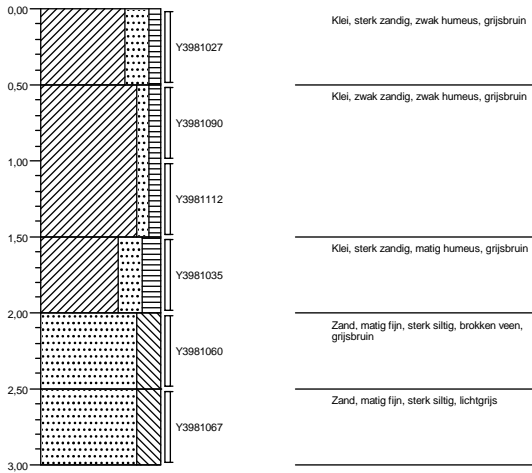 0,00
Klei, sterk zandig, zwak humeus, grijsbruin
Y3981027
0,50
Klei, zwak zandig, zwak humeus, grijsbruin
Y3981090
1,00
Y3981112
1,50
Klei, sterk zandig, matig humeus, grijsbruin
Y3981035
2,00
Zand, matig fijn, sterk siltig, brokken veen,
grijsbruin
Y3981060
2,50
Zand, matig fijn, sterk siltig, lichtgrijs
Y3981067
3,00